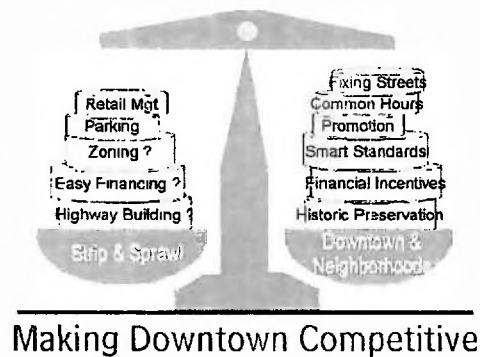 Retail Mgt
Parking
Zoning ?
Easy Financing ?
Highway Building ?
Strip & Sprawl
Fixing Streets
Common Hours
Promotion
Smart Standards
Financial Incentives
Historic Preservation
Downtown &
Neighborhoods
Making Downtown Competitive